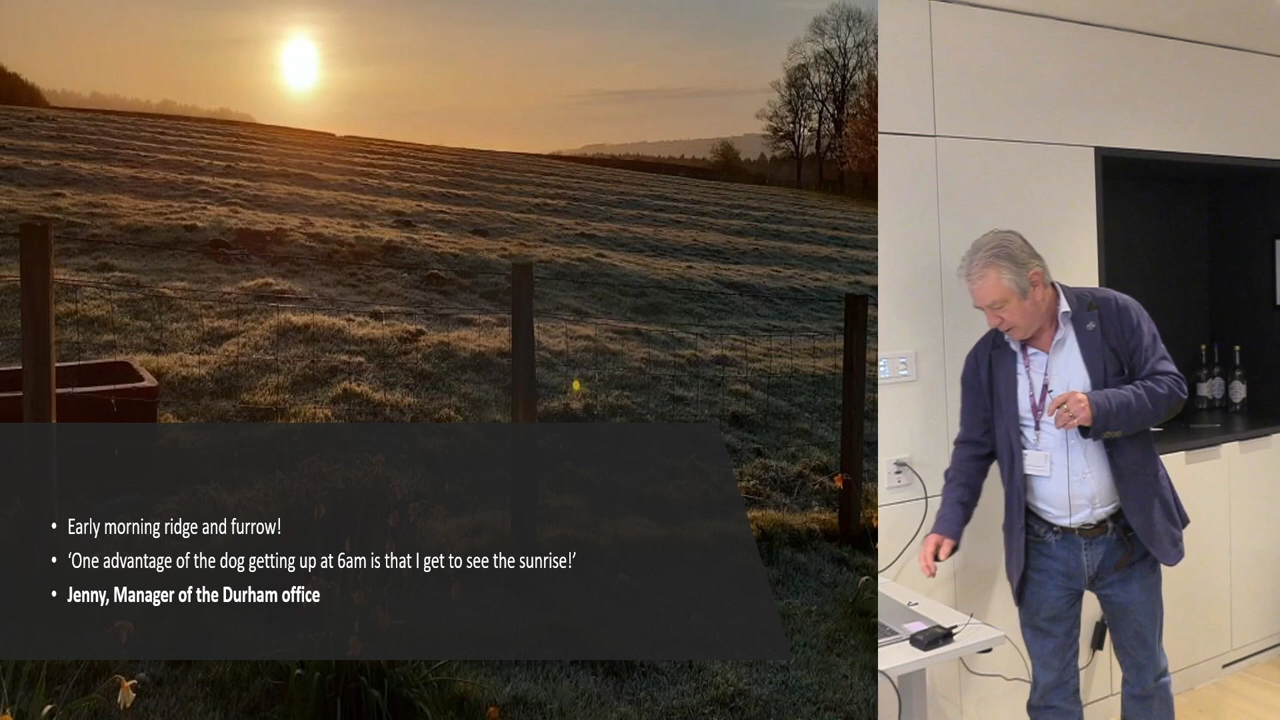 Early morning ridge and furrow!
‘One advantage of the dog getting up at 6am is that I get to see the sunrise!’
Jenny, Manager of the Durham office